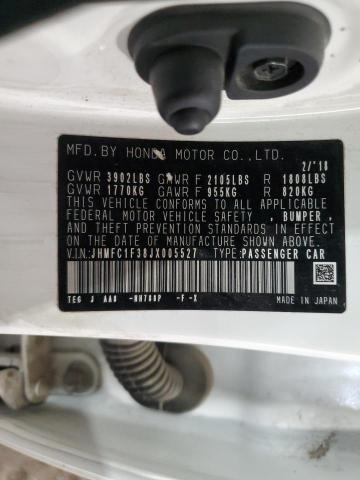 MFD. BY HONDA MOTOR CO., LTD. 2/'18
GVWR 3902LBS GAWR F 2105LBS R 1808LBS
GVWR 1770KG GAWR F 955KG R 820KG
THIS VEHICLE CONFORMS TO ALL APPLICABLE
FEDERAL MOTOR VEHICLE SAFETY, BUMPER,
AND THEFT PREVENTION STANDARDS IN EFFECT
ON THE DATE OF MANUFACTURE SHOWN ABOVE.
V.I.N.: JHMFC1F38JX005527 TYPE: PASSENGER CAR
TEG J AA0 -NH788P -F -X
MADE IN JAPAN